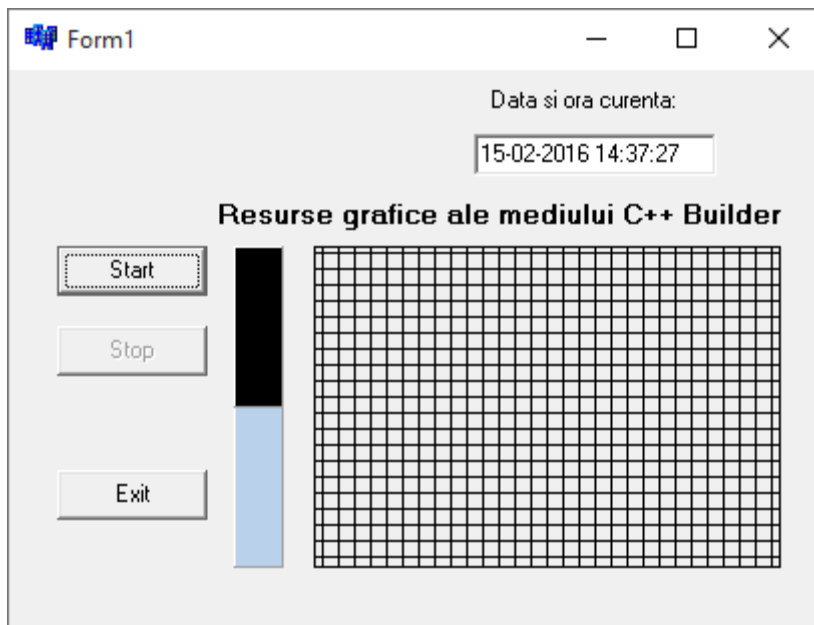 Form1
Data si ora curenta:
15-02-2016 14:37:27
Resurse grafice ale mediului C++ Builder
Start
Stop
Exit